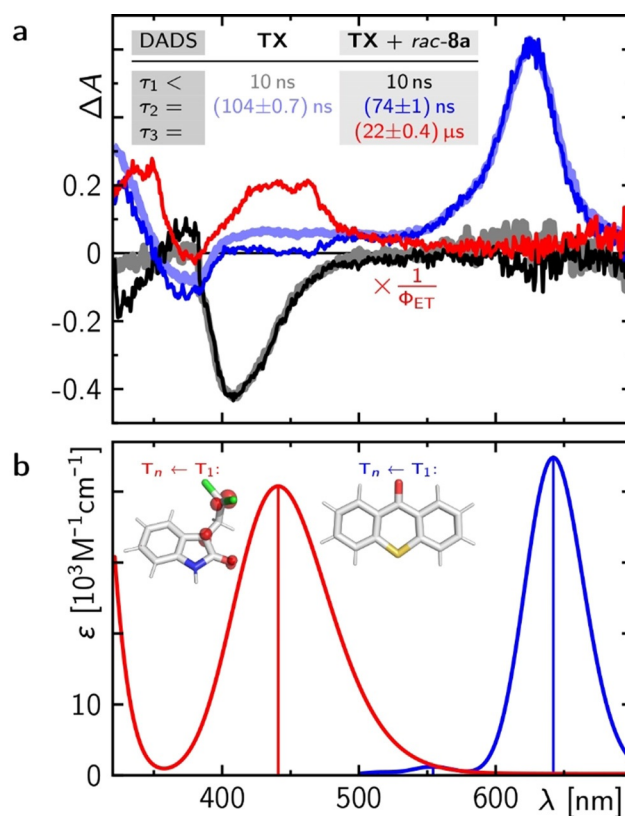 a
DADS TX TX + rac-8a
τ₁ < 10 ns 10 ns
τ₂ = (104±0.7) ns (74±1) ns
τ₃ = (22±0.4) µs
ΔA
0.2
0
-0.2
-0.4
× 1/Φ_ET
b
Tₙ ← T₁: Tₙ ← T₁:
ε [10³M⁻¹cm⁻¹]
10
0
400 500 600 λ [nm]